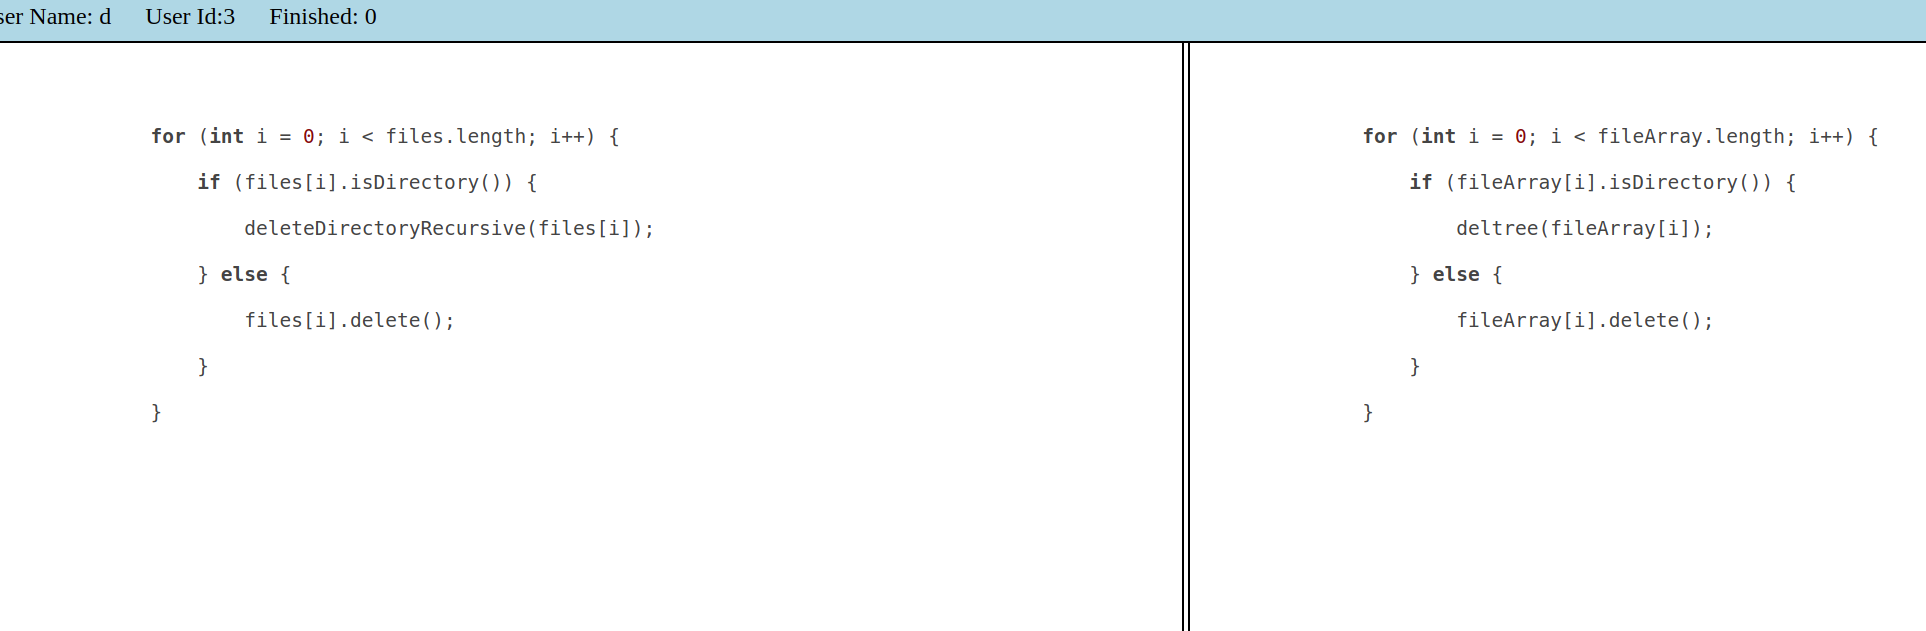 ser Name: d User Id:3 Finished: 0
for (int i = 0; i < files.length; i++) {
    if (files[i].isDirectory()) {
        deleteDirectoryRecursive(files[i]);
    } else {
        files[i].delete();
    }
}
for (int i = 0; i < fileArray.length; i++) {
    if (fileArray[i].isDirectory()) {
        deltree(fileArray[i]);
    } else {
        fileArray[i].delete();
    }
}